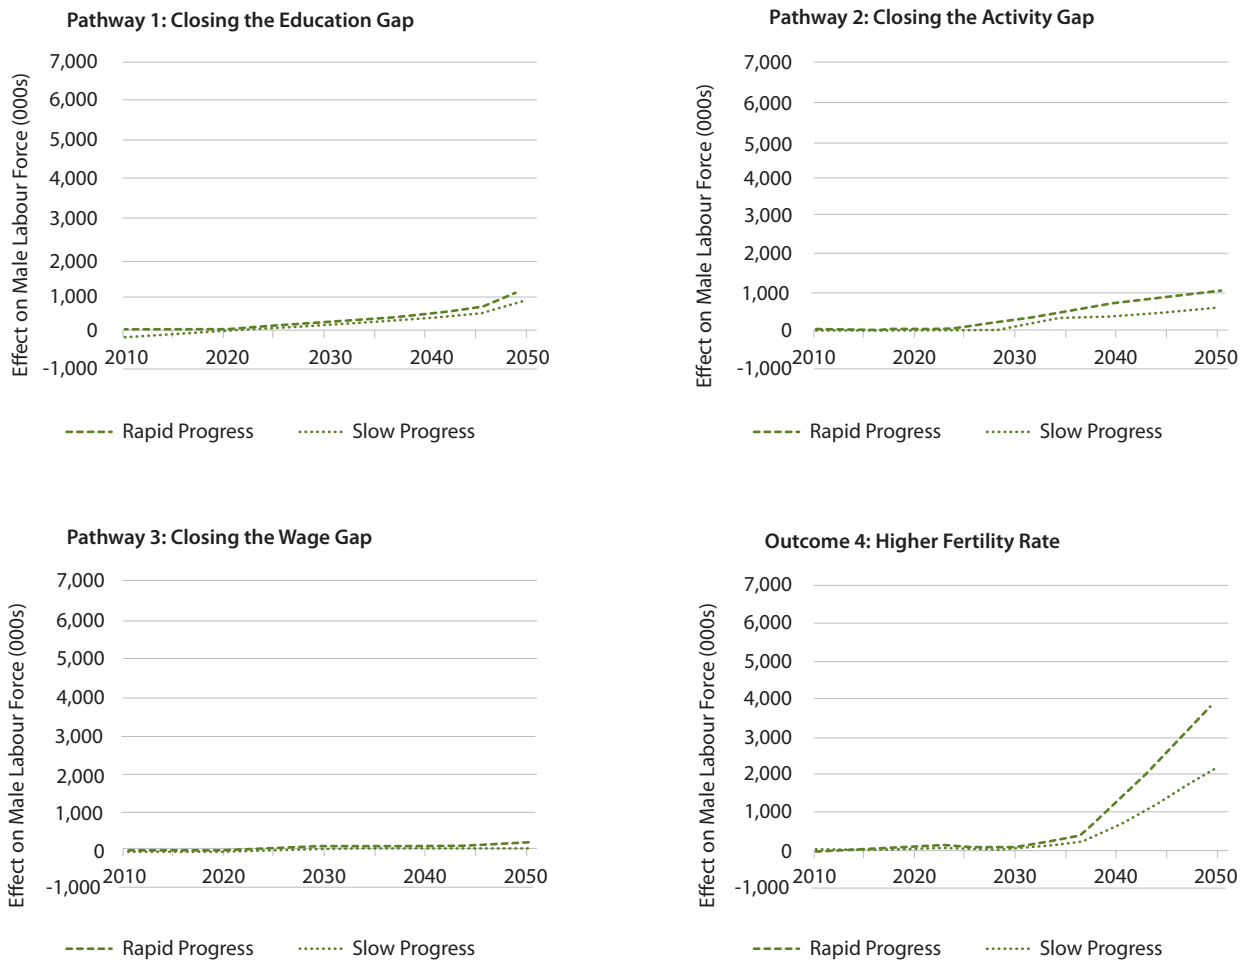 Pathway 1: Closing the Education Gap
Effect on Male Labour Force (000s)
7,000
6,000
5,000
4,000
3,000
2,000
1,000
0
-1,000
2010 2020 2030 2040 2050
Rapid Progress Slow Progress
Pathway 2: Closing the Activity Gap
Effect on Male Labour Force (000s)
7,000
6,000
5,000
4,000
3,000
2,000
1,000
0
-1,000
2010 2020 2030 2040 2050
Rapid Progress Slow Progress
Pathway 3: Closing the Wage Gap
Effect on Male Labour Force (000s)
7,000
6,000
5,000
4,000
3,000
2,000
1,000
0
-1,000
2010 2020 2030 2040 2050
Rapid Progress Slow Progress
Outcome 4: Higher Fertility Rate
Effect on Male Labour Force (000s)
7,000
6,000
5,000
4,000
3,000
2,000
1,000
0
-1,000
2010 2020 2030 2040 2050
Rapid Progress Slow Progress